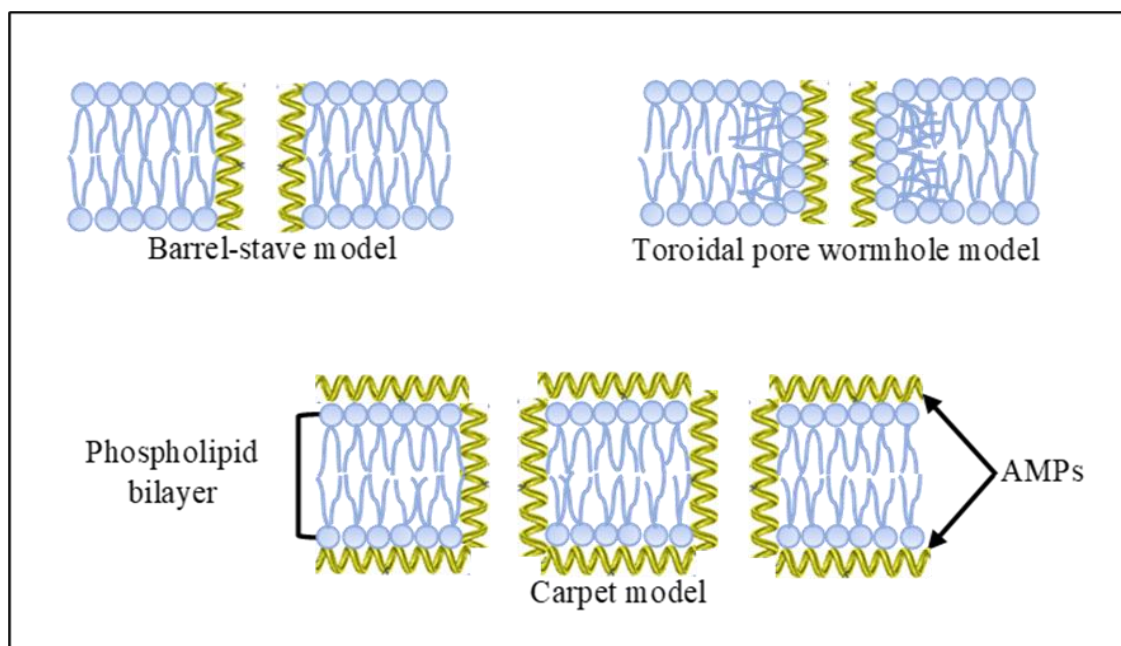 Barrel-stave model
Toroidal pore wormhole model
Phospholipid
bilayer
AMPs
Carpet model